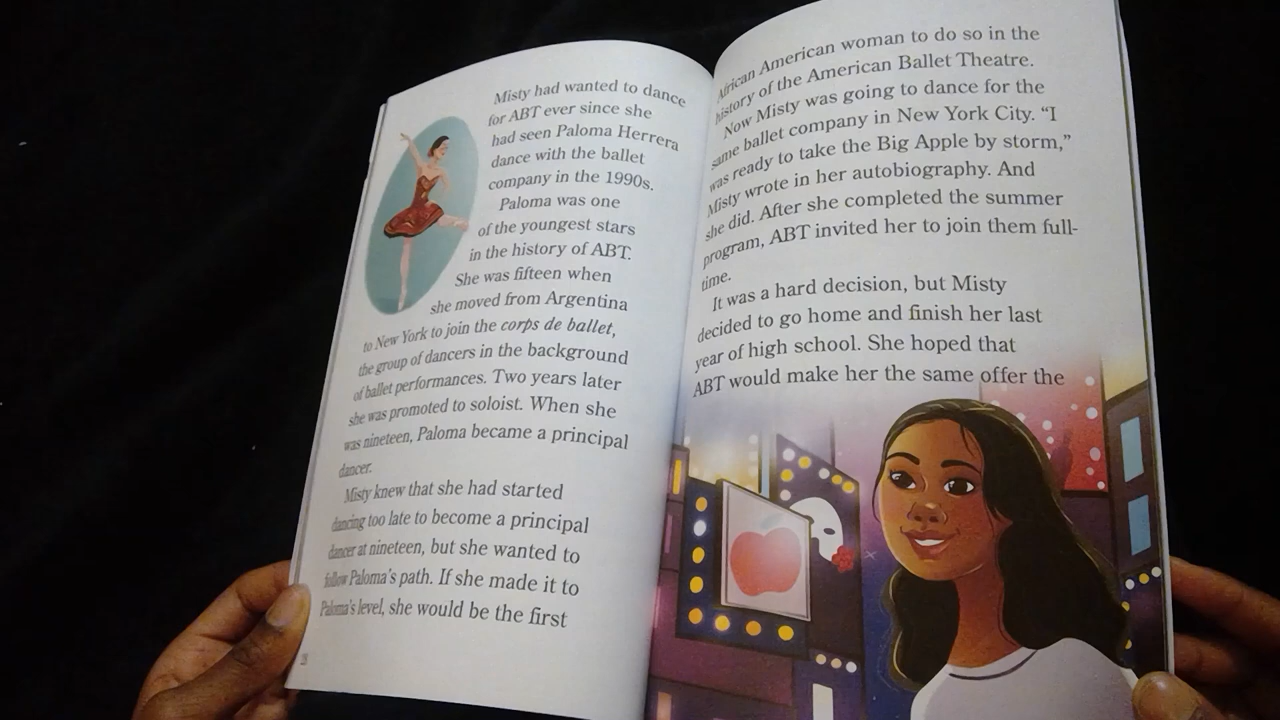 Misty had wanted to dance
for ABT ever since she
had seen Paloma Herrera
dance with the ballet
company in the 1990s.
Paloma was one
of the youngest stars
in the history of ABT.
She was fifteen when
she moved from Argentina
to New York to join the corps de ballet,
the group of dancers in the background
of ballet performances. Two years later
she was promoted to soloist. When she
was nineteen, Paloma became a principal
dancer.
Misty knew that she had started
dancing too late to become a principal
dancer at nineteen, but she wanted to
follow Paloma's path. If she made it to
Paloma's level, she would be the first
African American woman to do so in the
history of the American Ballet Theatre.
Now Misty was going to dance for the
same ballet company in New York City. “I
was ready to take the Big Apple by storm,”
Misty wrote in her autobiography. And
she did. After she completed the summer
program, ABT invited her to join them full-
time.
It was a hard decision, but Misty
decided to go home and finish her last
year of high school. She hoped that
ABT would make her the same offer the